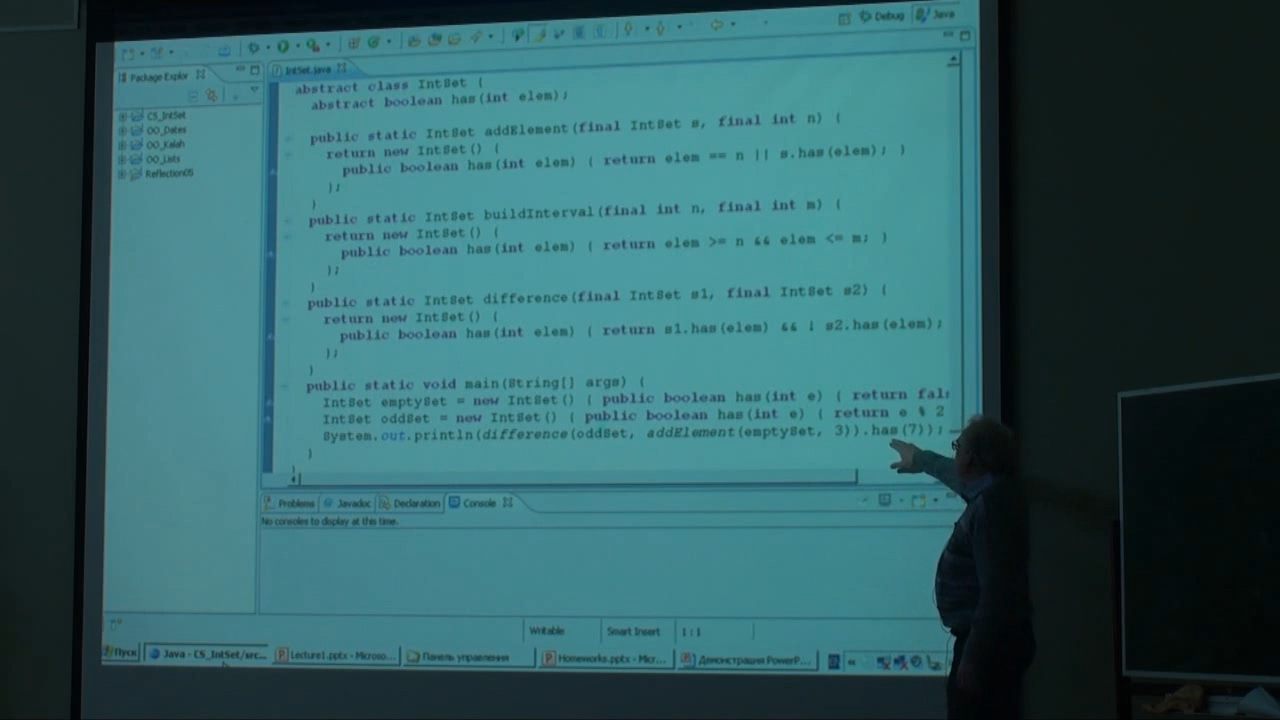 Debug Java
Package Explor
IntSet.java
CS_IntSet
OO_Dates
OO_Kalah
OO_Lists
Reflection05
abstract class IntSet {
abstract boolean has(int elem);
public static IntSet addElement(final IntSet s, final int n) {
return new IntSet() {
public boolean has(int elem) { return elem == n || s.has(elem); }
};
}
public static IntSet buildInterval(final int n, final int m) {
return new IntSet() {
public boolean has(int elem) { return elem >= n && elem <= m; }
};
}
public static IntSet difference(final IntSet s1, final IntSet s2) {
return new IntSet() {
public boolean has(int elem) { return s1.has(elem) && ! s2.has(elem);
};
}
public static void main(String[] args) {
IntSet emptySet = new IntSet() { public boolean has(int e) { return fals
IntSet oddSet = new IntSet() { public boolean has(int e) { return e % 2
System.out.println(difference(oddSet, addElement(emptySet, 3)).has(7));
}
}
Problems Javadoc Declaration Console
No consoles to display at this time.
Writable Smart Insert 1 : 1
Пуск Java - CS_IntSet/src... Lecture1.pptx - Microso... Панель управления Homeworks.pptx - Micr... Демонстрация PowerP...